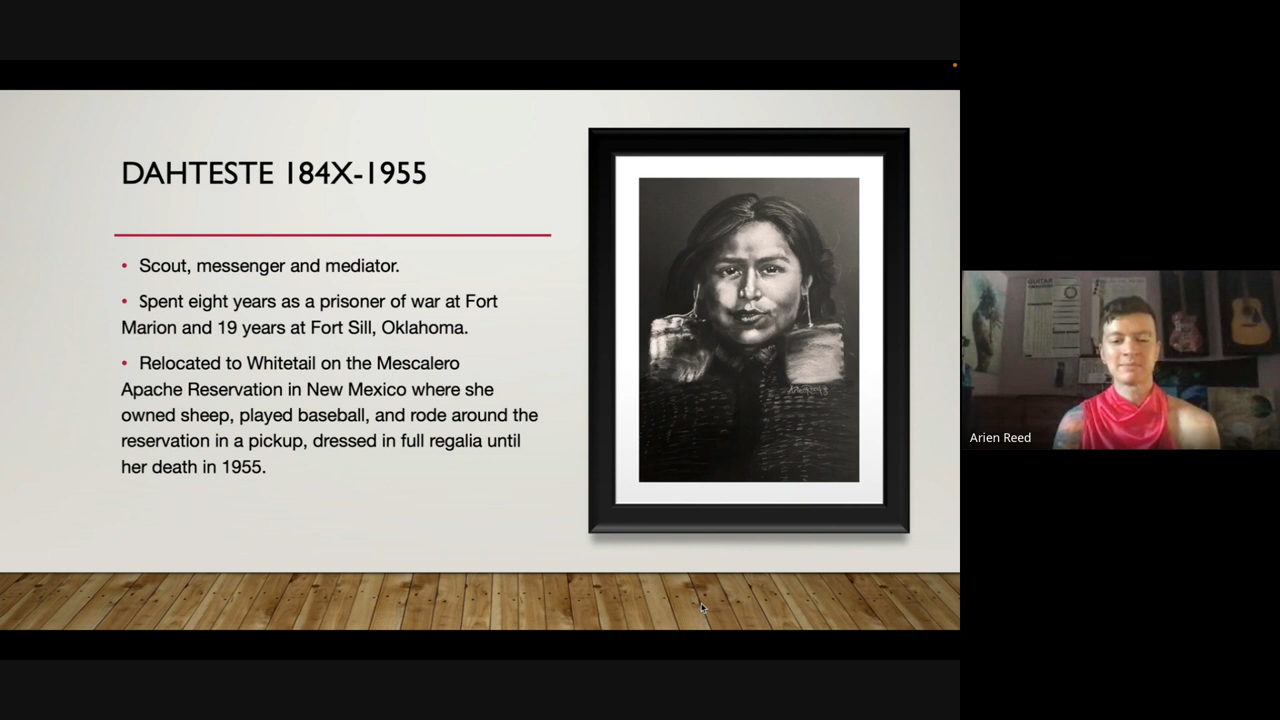 DAHTESTE 184X-1955
• Scout, messenger and mediator.
• Spent eight years as a prisoner of war at Fort
Marion and 19 years at Fort Sill, Oklahoma.
• Relocated to Whitetail on the Mescalero
Apache Reservation in New Mexico where she
owned sheep, played baseball, and rode around the
reservation in a pickup, dressed in full regalia until
her death in 1955.
GUITAR
Arien Reed